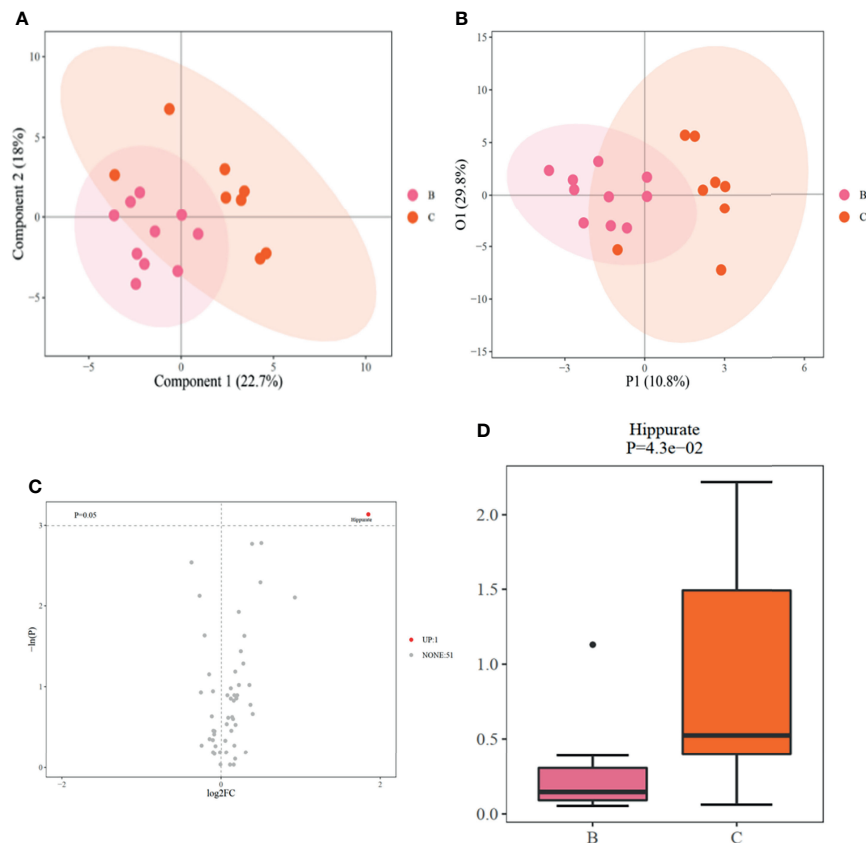 A
10
5
0
−5
−5
0
5
10
Component 2 (18%)
Component 1 (22.7%)
B
C
B
15
10
5
0
−5
−10
−15
−3
0
3
6
O1 (29.8%)
P1 (10.8%)
B
C
C
P=0.05
Hippurate
3
2
1
0
−2
0
2
−ln(P)
log2FC
UP:1
NONE:51
D
Hippurate
P=4.3e−02
2.0
1.5
1.0
0.5
0.0
B
C